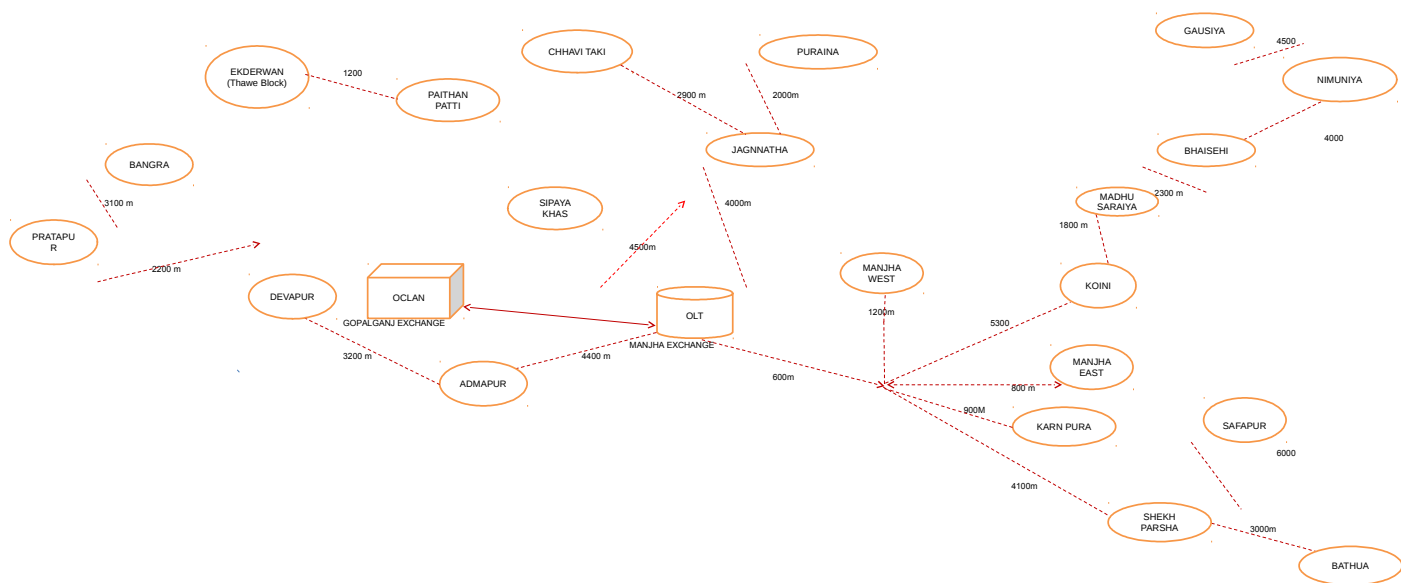 GAUSIYA
4500
CHHAVI TAKI
PURAINA
EKDERWAN
(Thawe Block)
1200
PAITHAN
PATTI
2900 m
2000m
NIMUNIYA
4000
JAGNNATHA
BHAISEHI
BANGRA
3100 m
SIPAYA
KHAS
4000m
MADHU
SARAIYA
2300 m
1800 m
PRATAPU
R
2200 m
4500m
MANJHA
WEST
1200m
KOINI
DEVAPUR
OCLAN
GOPALGANJ EXCHANGE
OLT
MANJHA EXCHANGE
5300
3200 m
4400 m
600m
MANJHA
EAST
800 m
ADMAPUR
900M
KARN PURA
SAFAPUR
6000
4100m
SHEKH
PARSHA
3000m
BATHUA